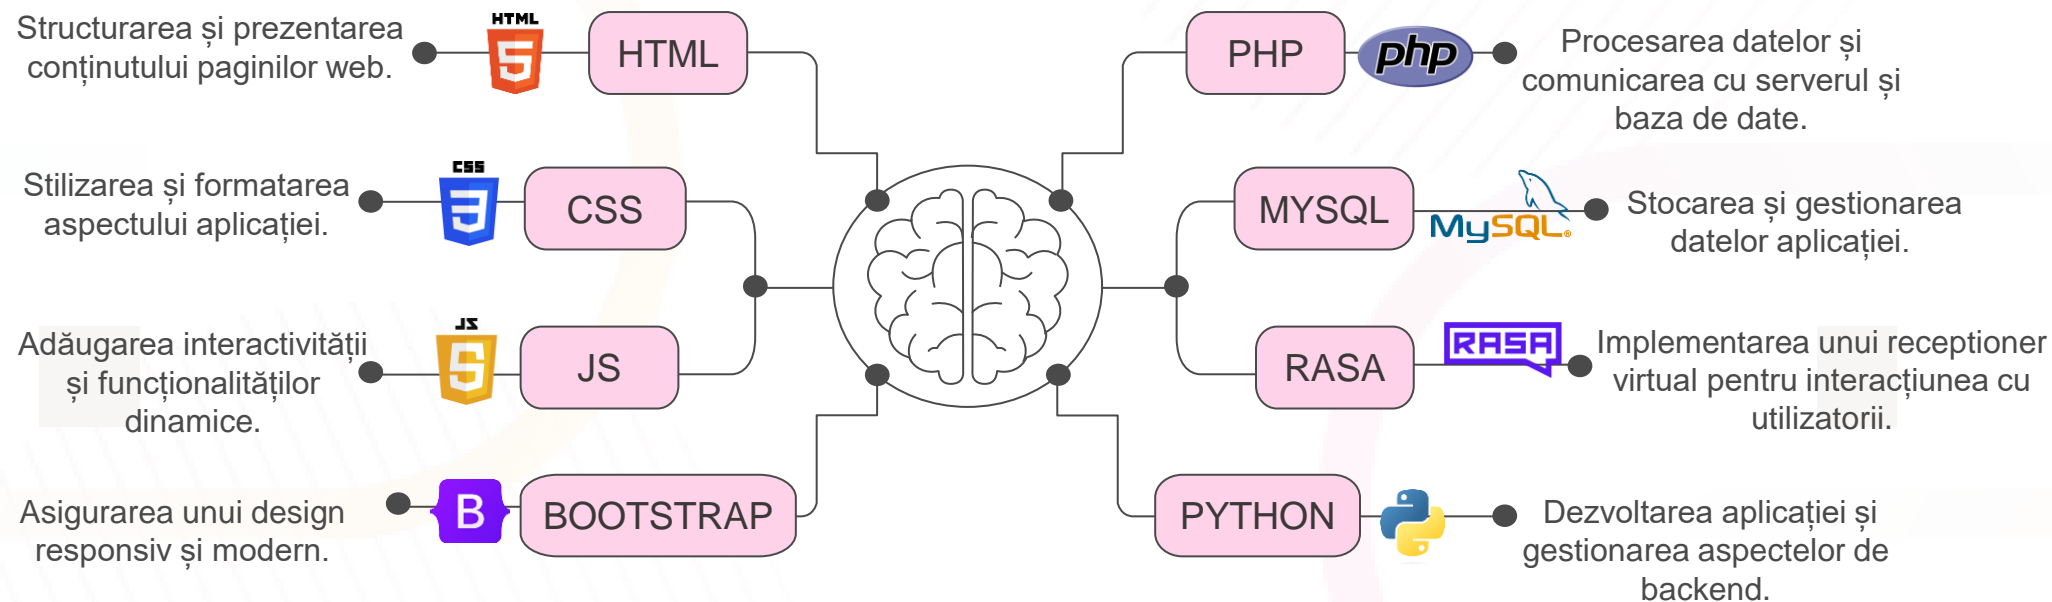 Structurarea și prezentarea
conținutului paginilor web.
HTML
HTML
Stilizarea și formatarea
aspectului aplicației.
CSS
CSS
Adăugarea interactivității
și funcționalităților
dinamice.
JS
JS
Asigurarea unui design
responsiv și modern.
B
BOOTSTRAP
PHP
php
Procesarea datelor și
comunicarea cu serverul și
baza de date.
MYSQL
MySQL®
Stocarea și gestionarea
datelor aplicației.
RASA
RASA
Implementarea unui receptioner
virtual pentru interacțiunea cu
utilizatorii.
PYTHON
Dezvoltarea aplicației și
gestionarea aspectelor de
backend.